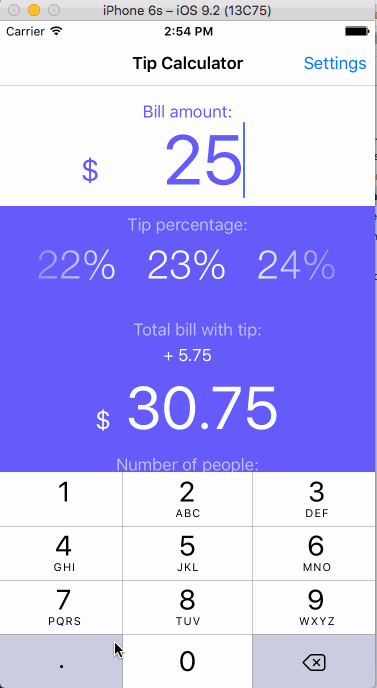 iPhone 6s – iOS 9.2 (13C75)
Carrier 2:54 PM
Tip Calculator Settings
Bill amount:
$ 25
Tip percentage:
22% 23% 24%
Total bill with tip:
+ 5.75
$ 30.75
Number of people:
1 2 3
ABC DEF
4 5 6
GHI JKL MNO
7 8 9
PQRS TUV WXYZ
. 0